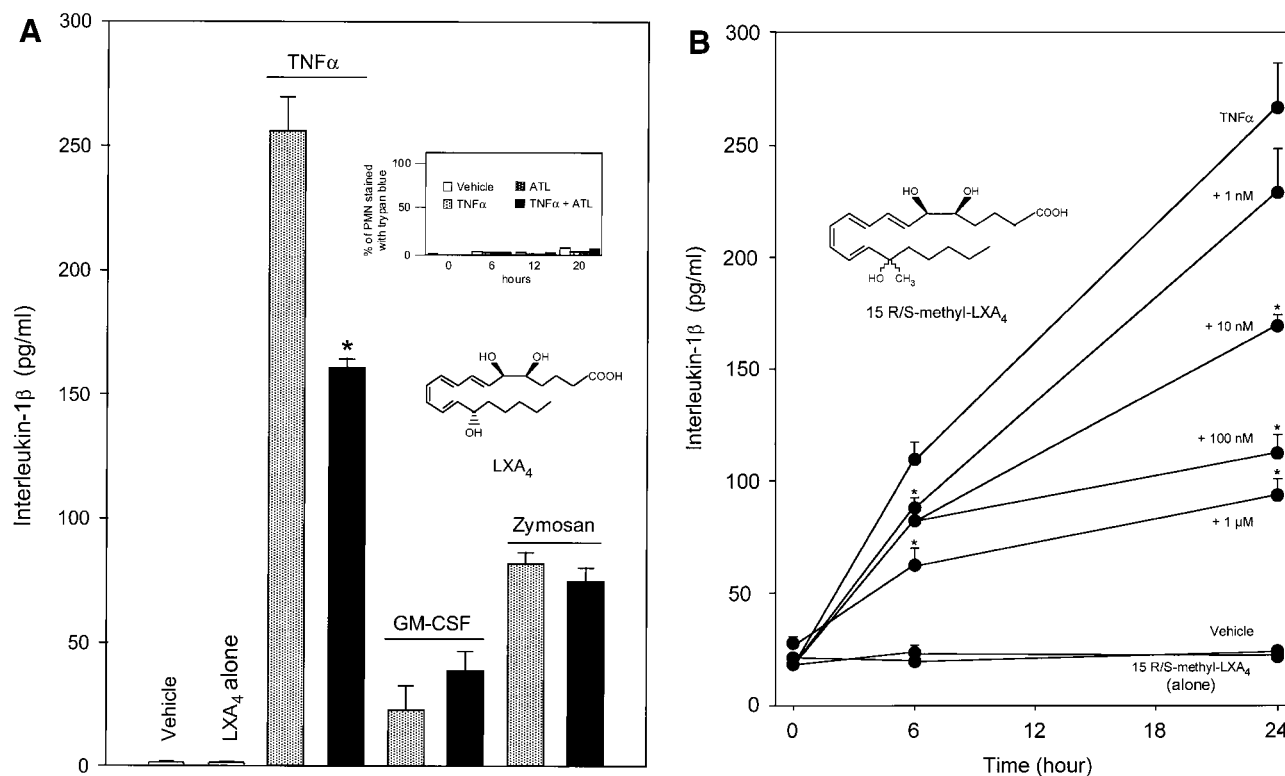 A
300
250
200
150
100
50
0
Interleukin-1β (pg/ml)
TNFα
*
GM-CSF
Zymosan
Vehicle
LXA4 alone
% of PMN stained
with trypan blue
100
50
0
Vehicle
ATL
TNFα
TNFα + ATL
0 6 12 20
hours
HO OH
COOH
OH
LXA4
B
300
250
200
150
100
50
0
Interleukin-1β (pg/ml)
TNFα
+ 1 nM
*
+ 10 nM
*
+ 100 nM
*
+ 1 µM
*
*
Vehicle
15 R/S-methyl-LXA4
(alone)
HO OH
COOH
HO CH3
15 R/S-methyl-LXA4
0 6 12 18 24
Time (hour)